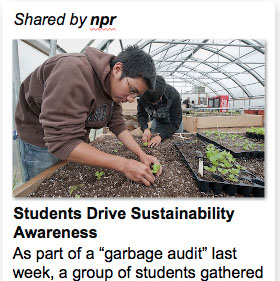 Shared by npr
Students Drive Sustainability
Awareness
As part of a “garbage audit” last
week, a group of students gathered